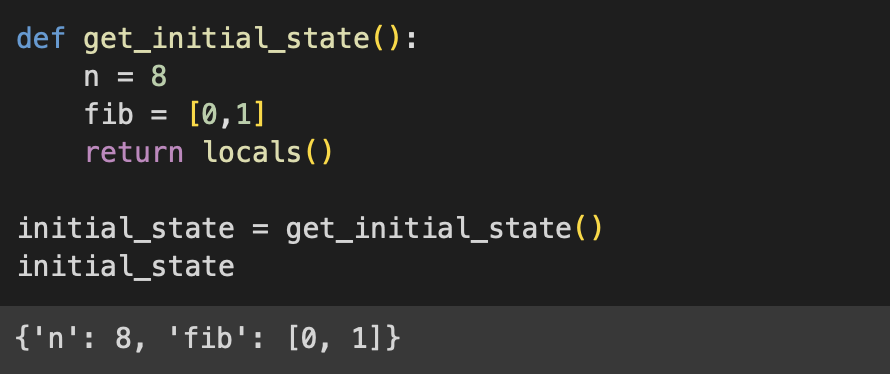 def get_initial_state():
    n = 8
    fib = [0,1]
    return locals()

initial_state = get_initial_state()
initial_state
{'n': 8, 'fib': [0, 1]}